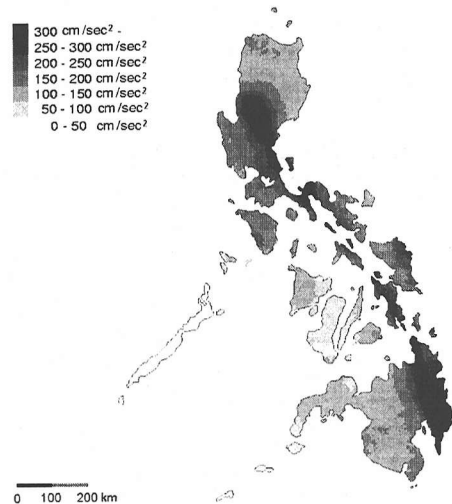 300 cm/sec² -
250 - 300 cm/sec²
200 - 250 cm/sec²
150 - 200 cm/sec²
100 - 150 cm/sec²
50 - 100 cm/sec²
0 - 50 cm/sec²
0 100 200 km